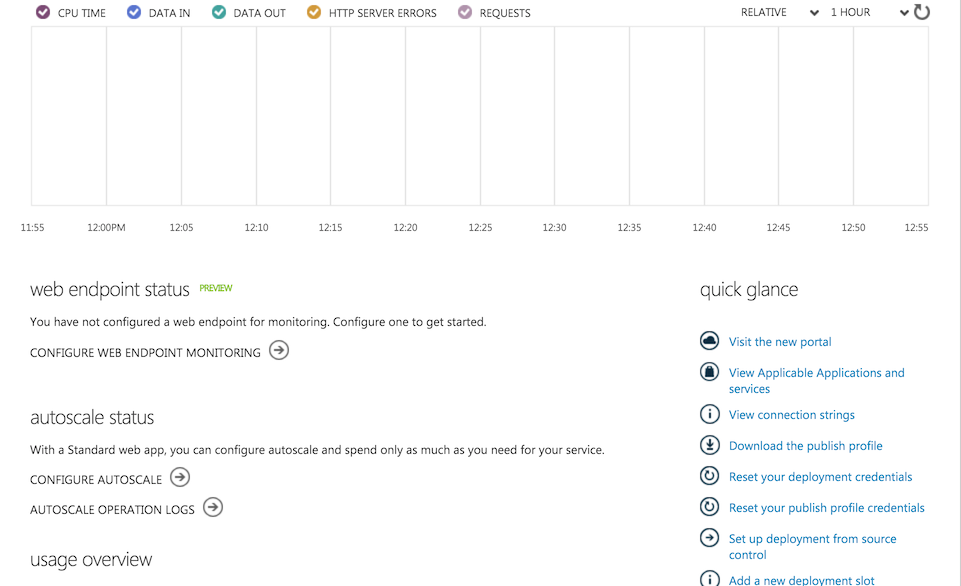 CPU TIME DATA IN DATA OUT HTTP SERVER ERRORS REQUESTS RELATIVE 1 HOUR
11:55 12:00PM 12:05 12:10 12:15 12:20 12:25 12:30 12:35 12:40 12:45 12:50 12:55
web endpoint status PREVIEW
You have not configured a web endpoint for monitoring. Configure one to get started.
CONFIGURE WEB ENDPOINT MONITORING
autoscale status
With a Standard web app, you can configure autoscale and spend only as much as you need for your service.
CONFIGURE AUTOSCALE
AUTOSCALE OPERATION LOGS
usage overview
quick glance
Visit the new portal
View Applicable Applications and
services
View connection strings
Download the publish profile
Reset your deployment credentials
Reset your publish profile credentials
Set up deployment from source
control
Add a new deployment slot